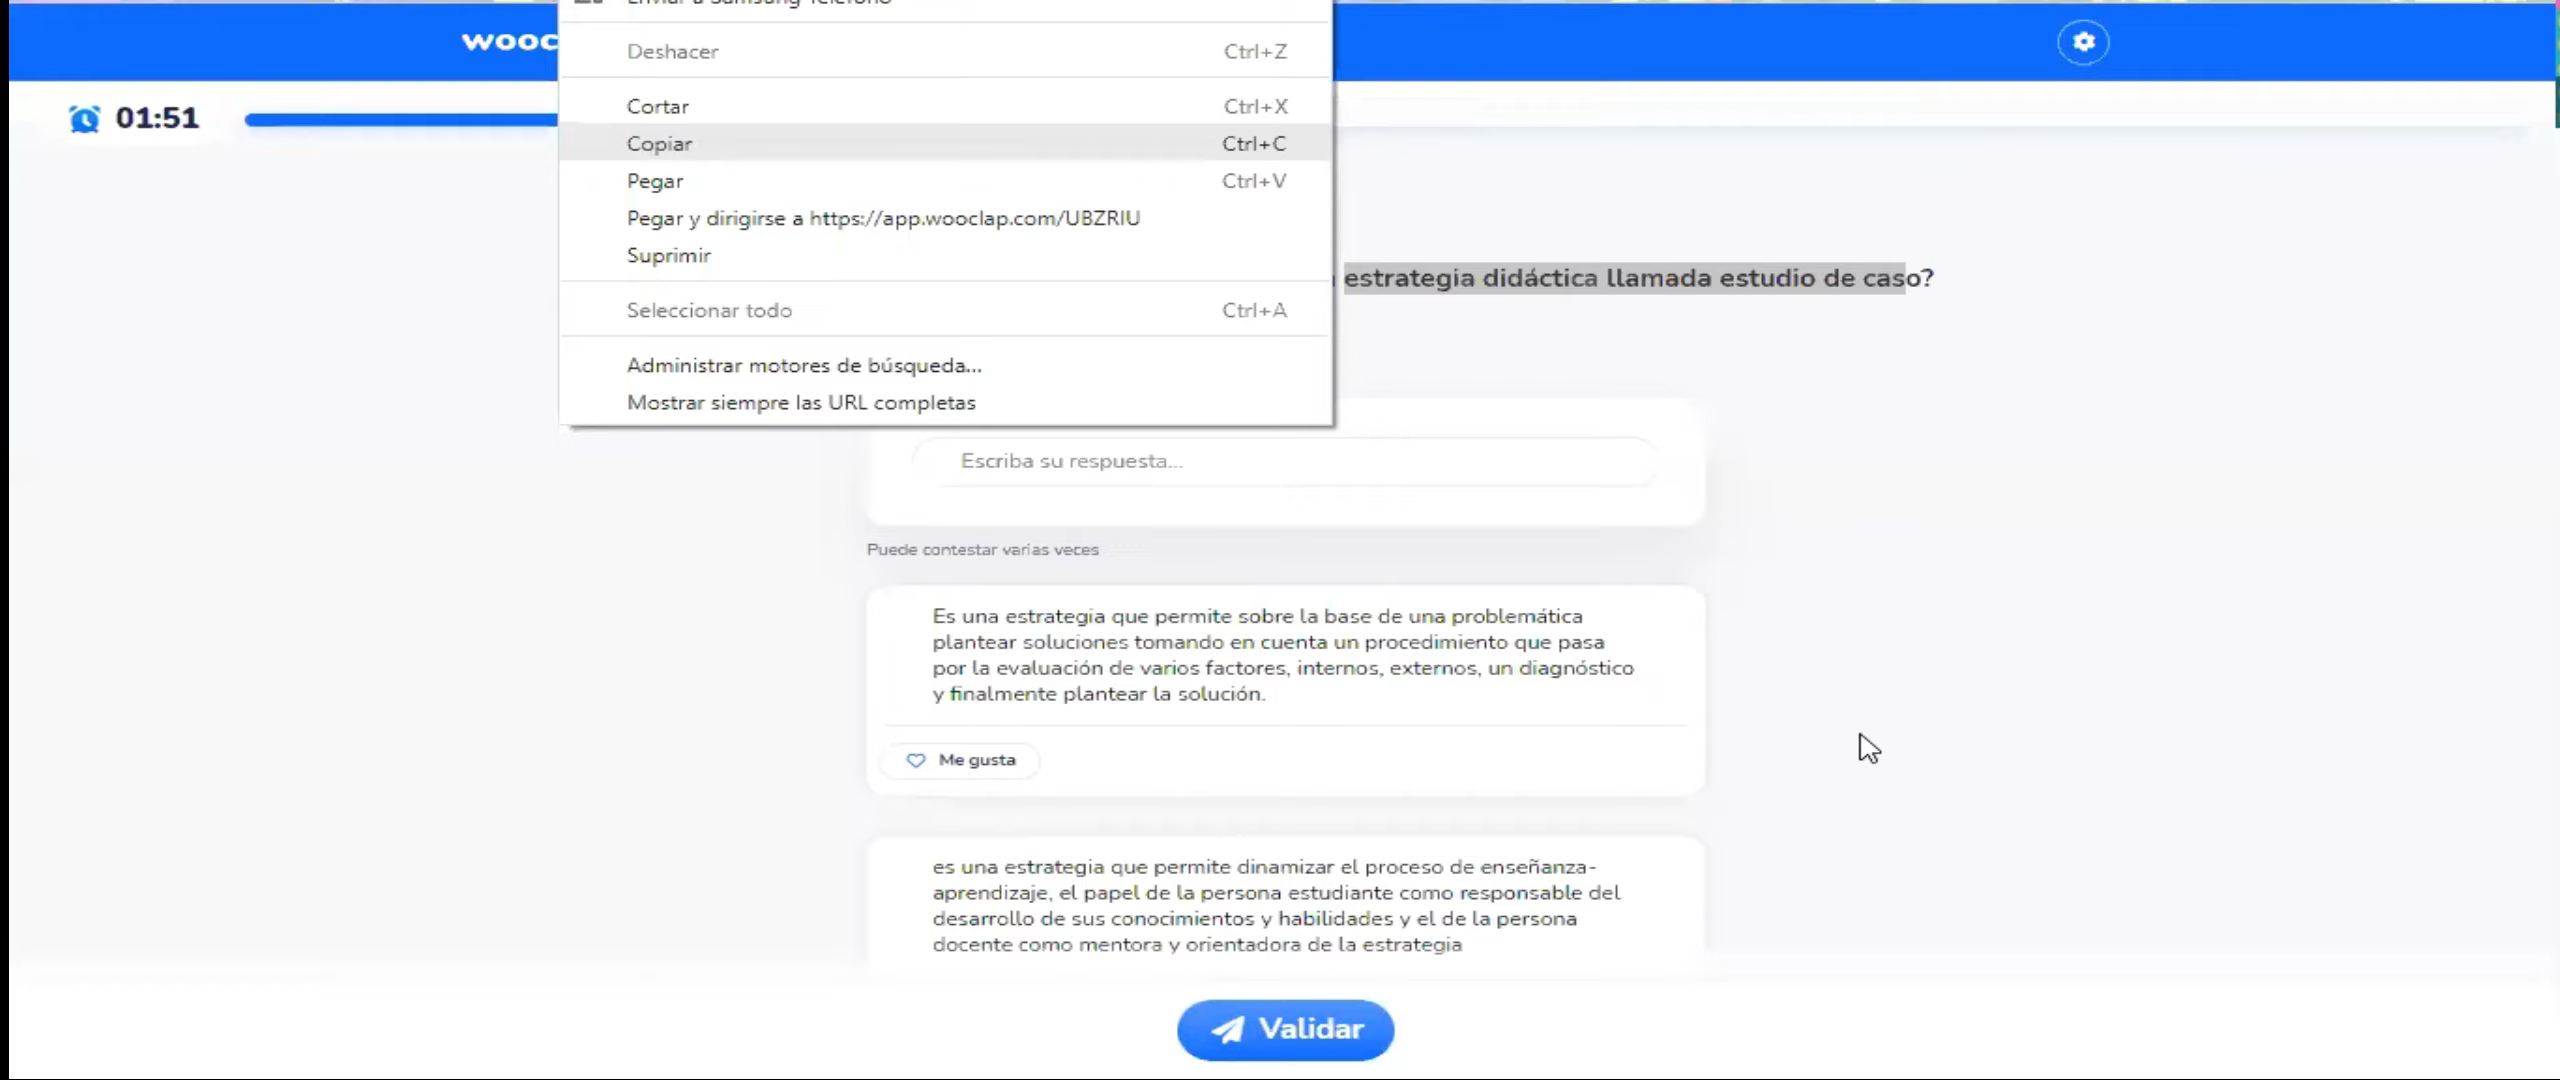 Enviar a Samsung Teléfono
wooc
Deshacer Ctrl+Z
01:51
Cortar Ctrl+X
Copiar Ctrl+C
Pegar Ctrl+V
Pegar y dirigirse a https://app.wooclap.com/UBZRIU
Suprimir
estrategia didáctica llamada estudio de caso?
Seleccionar todo Ctrl+A
Administrar motores de búsqueda...
Mostrar siempre las URL completas
Escriba su respuesta...
Puede contestar varias veces
Es una estrategia que permite sobre la base de una problemática
plantear soluciones tomando en cuenta un procedimiento que pasa
por la evaluación de varios factores, internos, externos, un diagnóstico
y finalmente plantear la solución.
Me gusta
es una estrategia que permite dinamizar el proceso de enseñanza-
aprendizaje, el papel de la persona estudiante como responsable del
desarrollo de sus conocimientos y habilidades y el de la persona
docente como mentora y orientadora de la estrategia
Validar